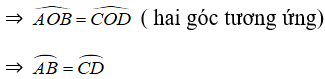 ⇒ $\widehat{AOB}=\widehat{COD}$ ( hai góc tương ứng)
⇒ $\overset{\frown}{AB}=\overset{\frown}{CD}$